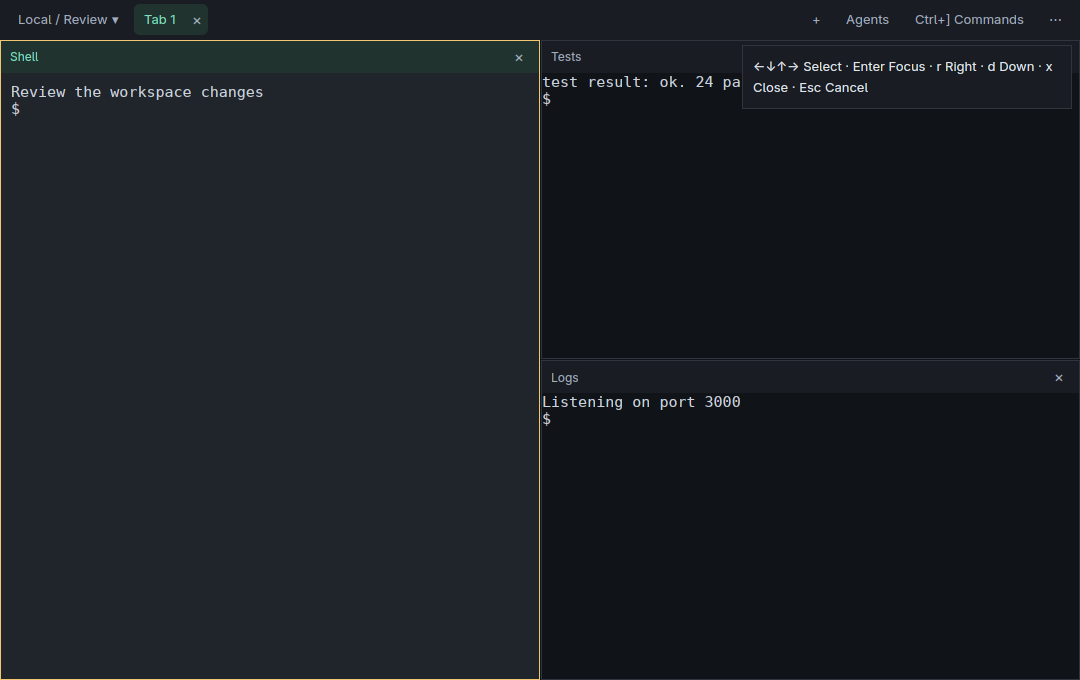 Local / Review ▾ Tab 1 × + Agents Ctrl+] Commands ⋯
Shell ×
Review the workspace changes
$
Tests
test result: ok. 24 pa
$
←↓↑→ Select · Enter Focus · r Right · d Down · x
Close · Esc Cancel
Logs ×
Listening on port 3000
$